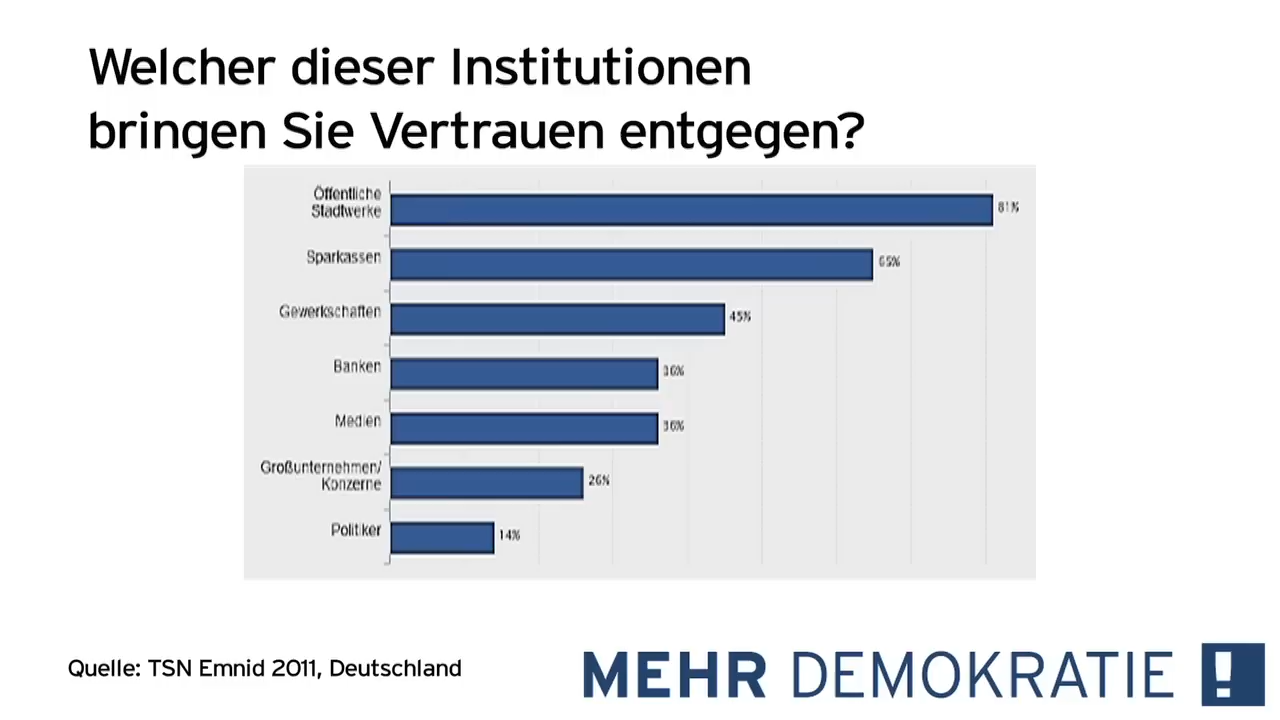 Welcher dieser Institutionen
bringen Sie Vertrauen entgegen?
Öffentliche
Stadtwerke
81%
Sparkassen
65%
Gewerkschaften
45%
Banken
36%
Medien
36%
Großunternehmen/
Konzerne
26%
Politiker
14%
Quelle: TSN Emnid 2011, Deutschland
MEHR DEMOKRATIE !